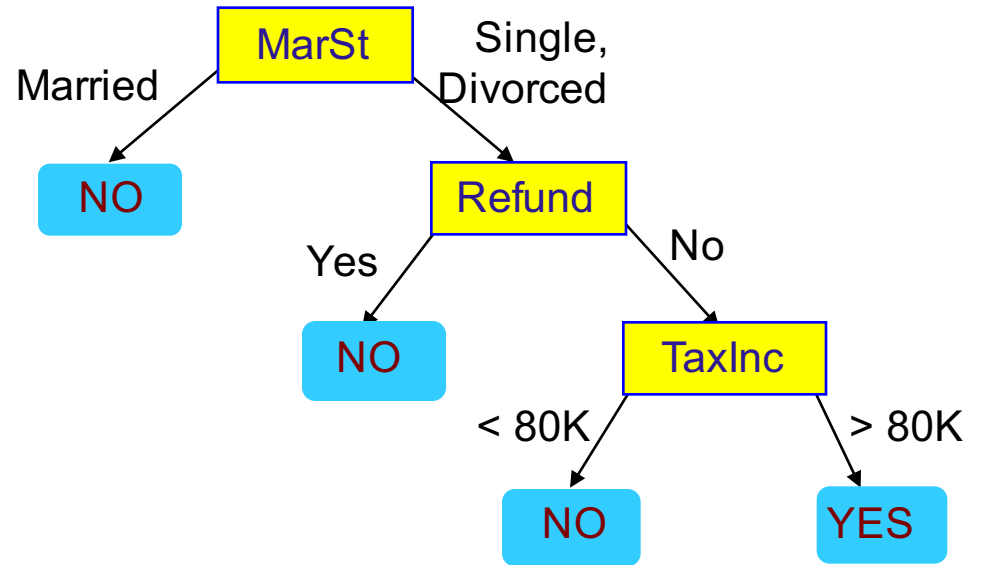 MarSt
Single,
Divorced
Married
NO
Refund
Yes
No
NO
TaxInc
< 80K
> 80K
NO
YES